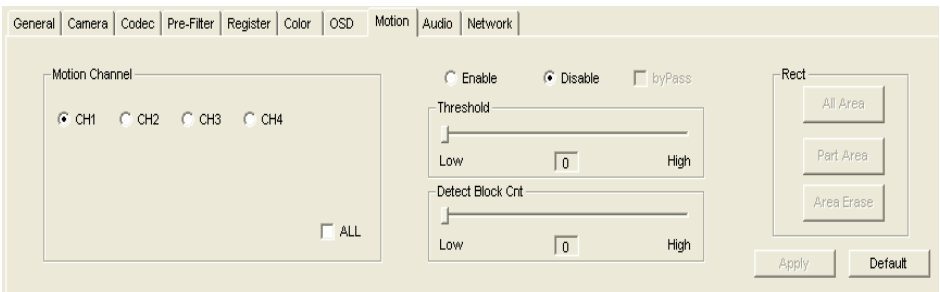 General Camera Codec Pre-Filter Register Color OSD Motion Audio Network
Motion Channel
CH1 CH2 CH3 CH4
ALL
Enable Disable byPass
Threshold
Low 0 High
Detect Block Cnt
Low 0 High
Rect
All Area
Part Area
Area Erase
Apply Default